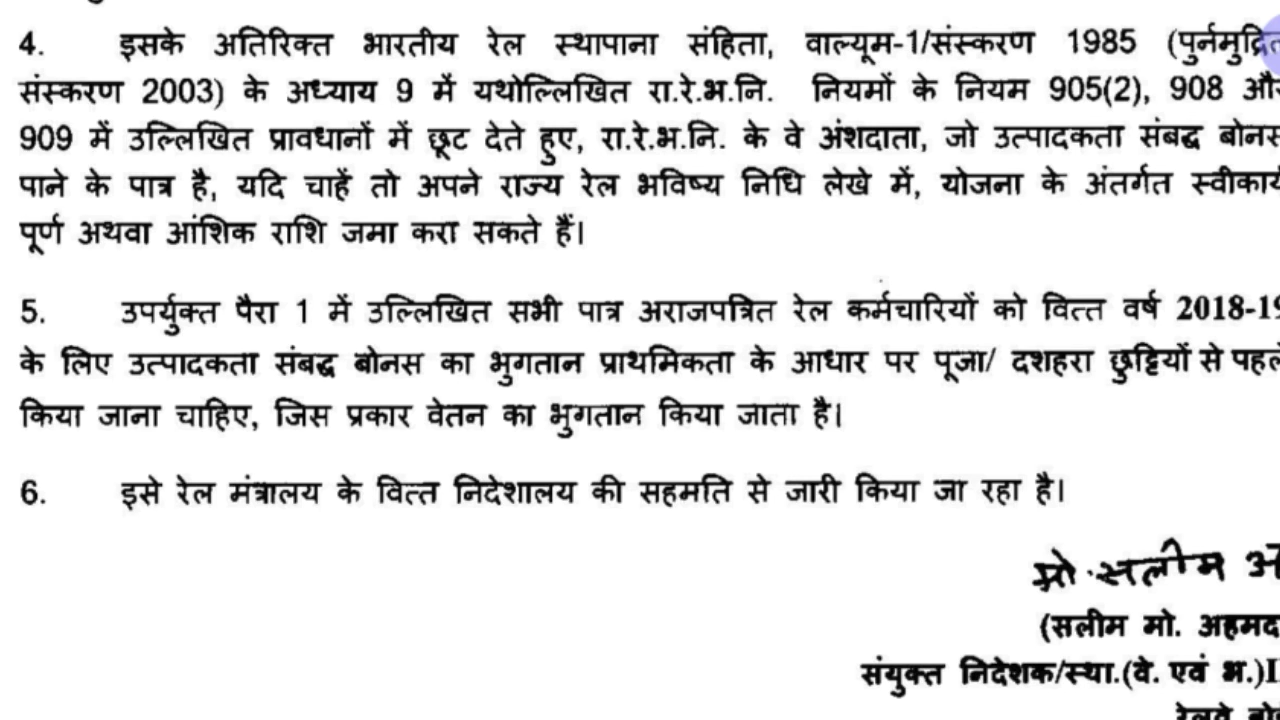 4. इसके अतिरिक्त भारतीय रेल स्थापाना संहिता, वाल्यूम-1/संस्करण 1985 (पुर्नमुद्रित
संस्करण 2003) के अध्याय 9 में यथोल्लिखित रा.रे.भ.नि. नियमों के नियम 905(2), 908 और
909 में उल्लिखित प्रावधानों में छूट देते हुए, रा.रे.भ.नि. के वे अंशदाता, जो उत्पादकता संबद्ध बोनस
पाने के पात्र है, यदि चाहें तो अपने राज्य रेल भविष्य निधि लेखे में, योजना के अंतर्गत स्वीकार्य
पूर्ण अथवा आंशिक राशि जमा करा सकते हैं।
5. उपर्युक्त पैरा 1 में उल्लिखित सभी पात्र अराजपत्रित रेल कर्मचारियों को वित्त वर्ष 2018-19
के लिए उत्पादकता संबद्ध बोनस का भुगतान प्राथमिकता के आधार पर पूजा/ दशहरा छुट्टियों से पहले
किया जाना चाहिए, जिस प्रकार वेतन का भुगतान किया जाता है।
6. इसे रेल मंत्रालय के वित्त निदेशालय की सहमति से जारी किया जा रहा है।
मो. सलीम
(सलीम मो. अहमद
संयुक्त निदेशक/स्था.(वे. एवं भ.)I
रेलवे